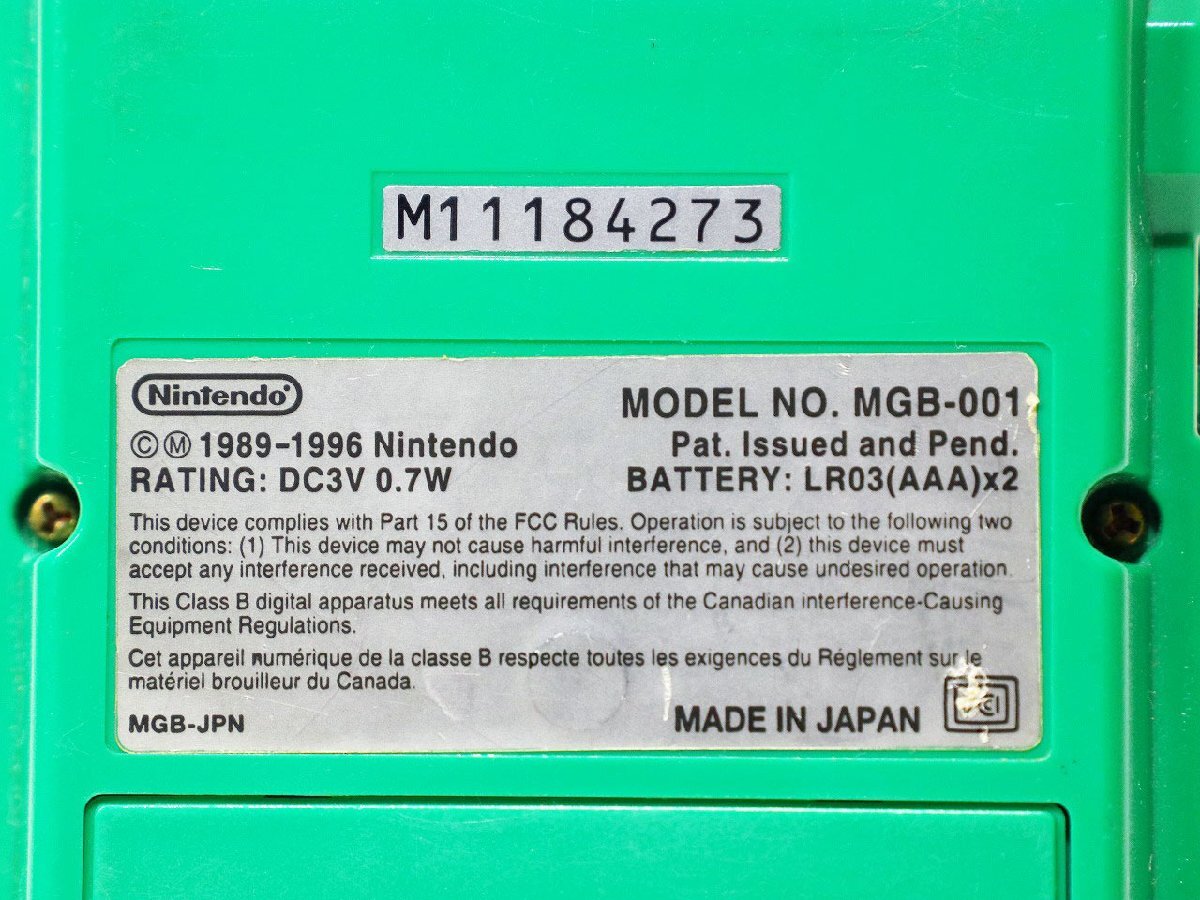 M11184273
Nintendo®
MODEL NO. MGB-001
ⒸⓂ 1989-1996 Nintendo
Pat. Issued and Pend.
RATING: DC3V 0.7W
BATTERY: LR03(AAA)x2
This device complies with Part 15 of the FCC Rules. Operation is subject to the following two
conditions: (1) This device may not cause harmful interference, and (2) this device must
accept any interference received, including interference that may cause undesired operation.
This Class B digital apparatus meets all requirements of the Canadian interference-Causing
Equipment Regulations.
Cet appareil numérique de la classe B respecte toutes les exigences du Réglement sur le
matériel brouilleur du Canada.
MGB-JPN
MADE IN JAPAN